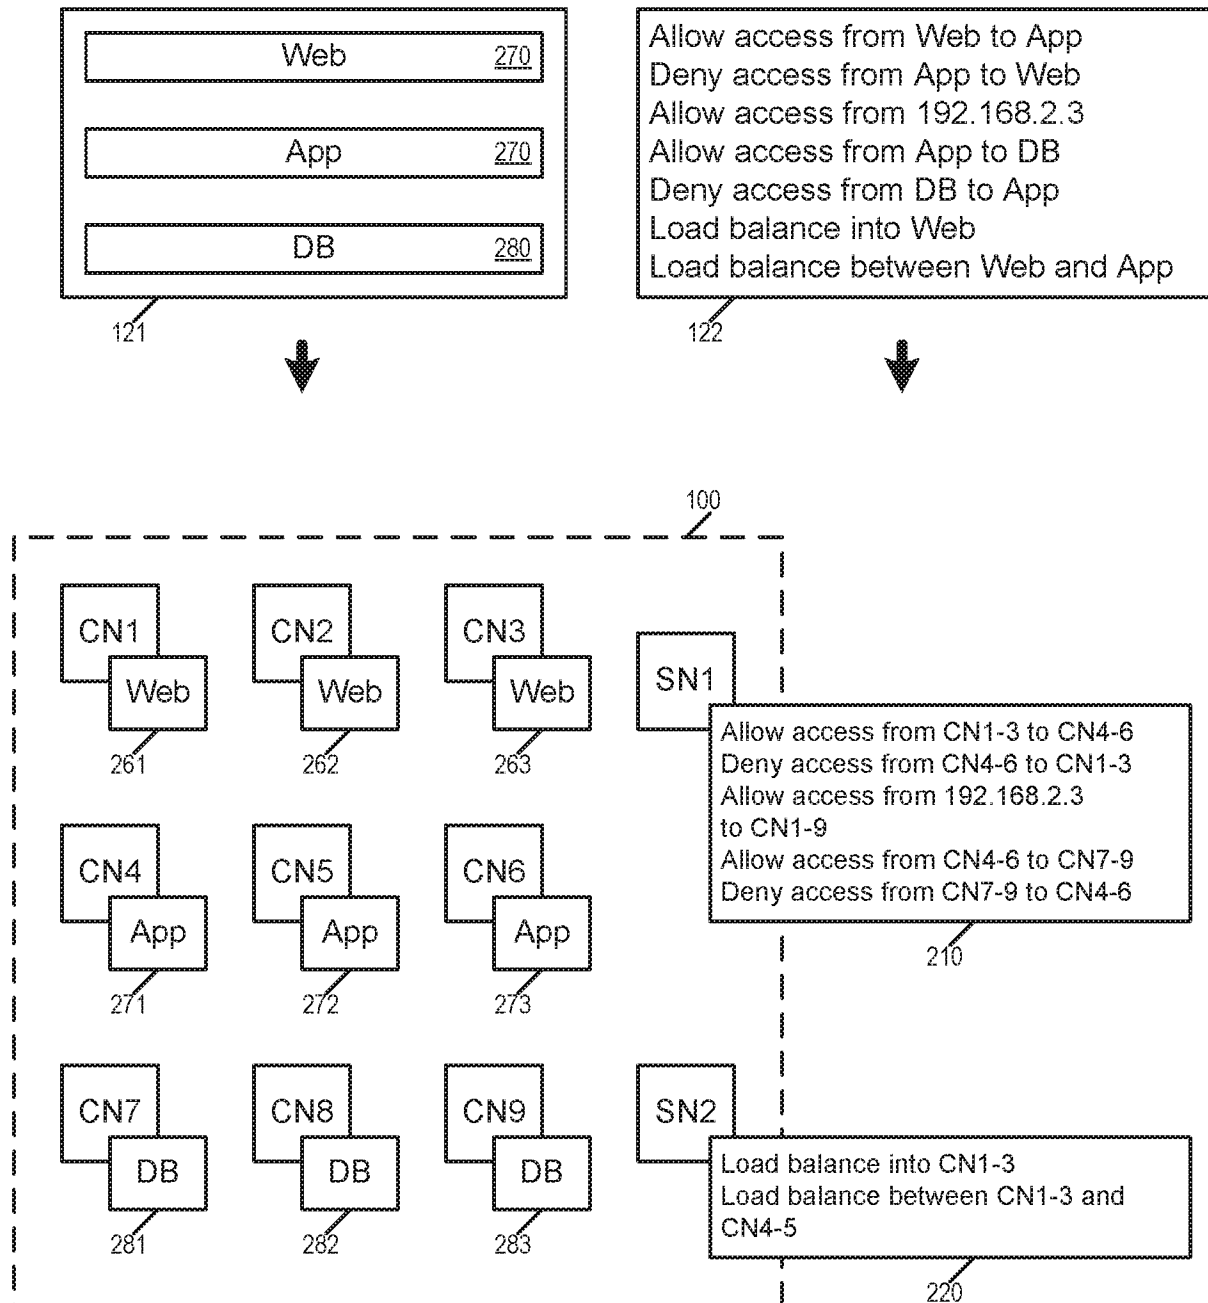 Web 270
App 270
DB 280
121
Allow access from Web to App
Deny access from App to Web
Allow access from 192.168.2.3
Allow access from App to DB
Deny access from DB to App
Load balance into Web
Load balance between Web and App
122
100
CN1
Web
261
CN2
Web
262
CN3
Web
263
SN1
Allow access from CN1-3 to CN4-6
Deny access from CN4-6 to CN1-3
Allow access from 192.168.2.3
to CN1-9
Allow access from CN4-6 to CN7-9
Deny access from CN7-9 to CN4-6
210
CN4
App
271
CN5
App
272
CN6
App
273
CN7
DB
281
CN8
DB
282
CN9
DB
283
SN2
Load balance into CN1-3
Load balance between CN1-3 and
CN4-5
220